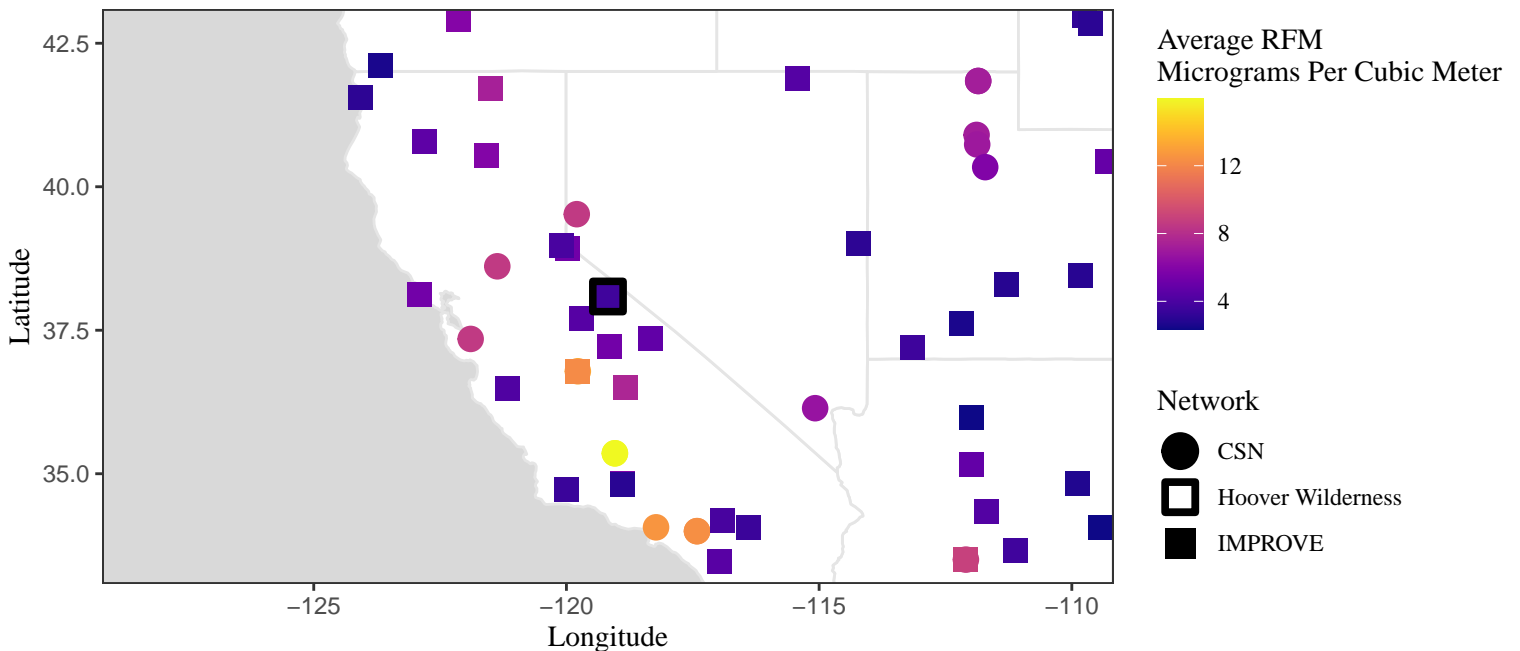 42.5
40.0
37.5
35.0
Latitude
−125
−120
−115
−110
Longitude
Average RFM
Micrograms Per Cubic Meter
12
8
4
Network
CSN
Hoover Wilderness
IMPROVE